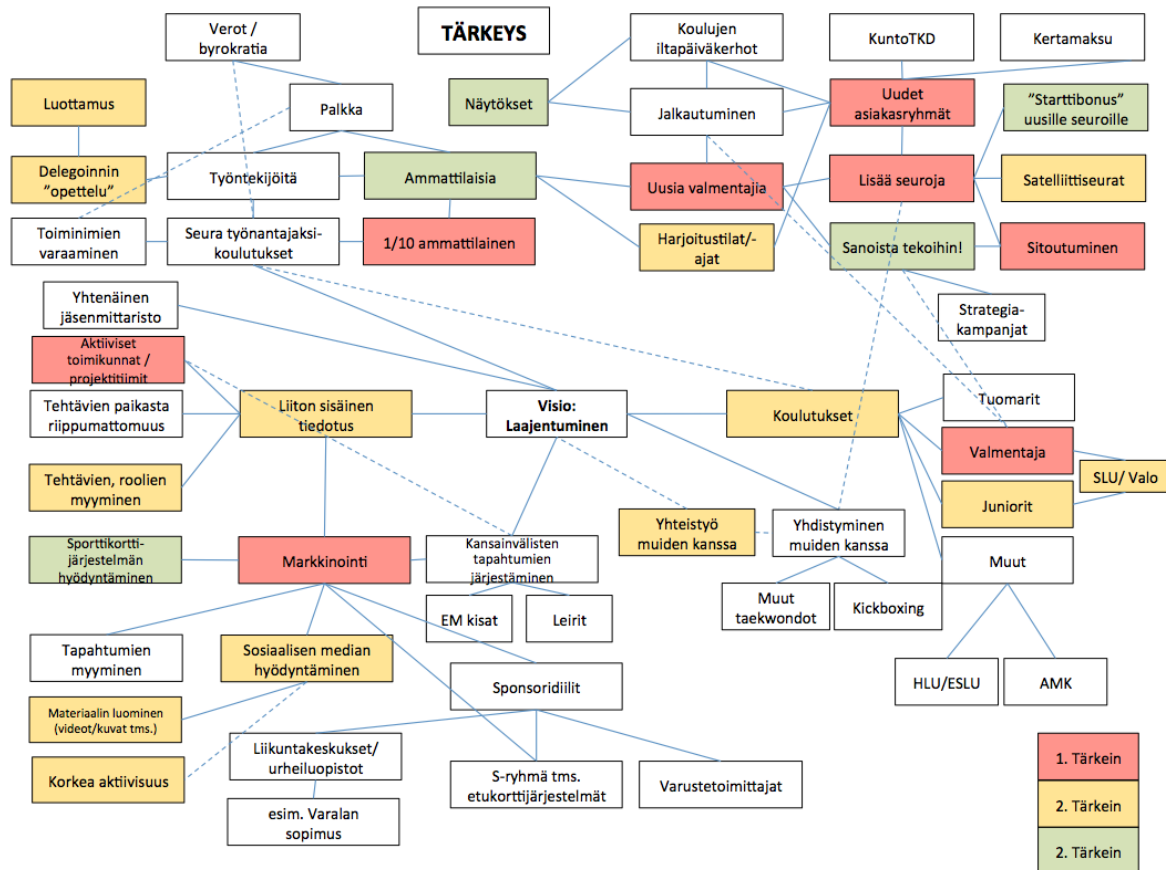 TÄRKEYS
Verot /
byrokratia
Koulujen
iltapäiväkerhot
KuntoTKD
Kertamaksu
Luottamus
Palkka
Näytökset
Jalkautuminen
Uudet
asiakasryhmät
”Starttibonus”
uusille seuroille
Delegoinnin
”opettelu”
Työntekijöitä
Ammattilaisia
Uusia valmentajia
Lisää seuroja
Satelliittiseurat
Toiminimien
varaaminen
Seura työnantajaksi-
koulutukset
1/10 ammattilainen
Harjoitustilat/-
ajat
Sanoista tekoihin!
Sitoutuminen
Yhtenäinen
jäsenmittaristo
Strategia-
kampanjat
Aktiiviset
toimikunnat /
projektitiimit
Tehtävien paikasta
riippumattomuus
Liiton sisäinen
tiedotus
Visio:
Laajentuminen
Koulutukset
Tuomarit
Valmentaja
SLU/ Valo
Tehtävien, roolien
myyminen
Juniorit
Sporttikortti-
järjestelmän
hyödyntäminen
Markkinointi
Kansainvälisten
tapahtumien
järjestäminen
Yhteistyö
muiden kanssa
Yhdistyminen
muiden kanssa
Muut
EM kisat
Leirit
Muut
taekwondot
Kickboxing
Tapahtumien
myyminen
Sosiaalisen median
hyödyntäminen
Sponsoridiilit
HLU/ESLU
AMK
Materiaalin luominen
(videot/kuvat tms.)
Korkea aktiivisuus
Liikuntakeskukset/
urheiluopistot
S-ryhmä tms.
etukorttijärjestelmät
Varustetoimittajat
esim. Varalan
sopimus
1. Tärkein
2. Tärkein
2. Tärkein